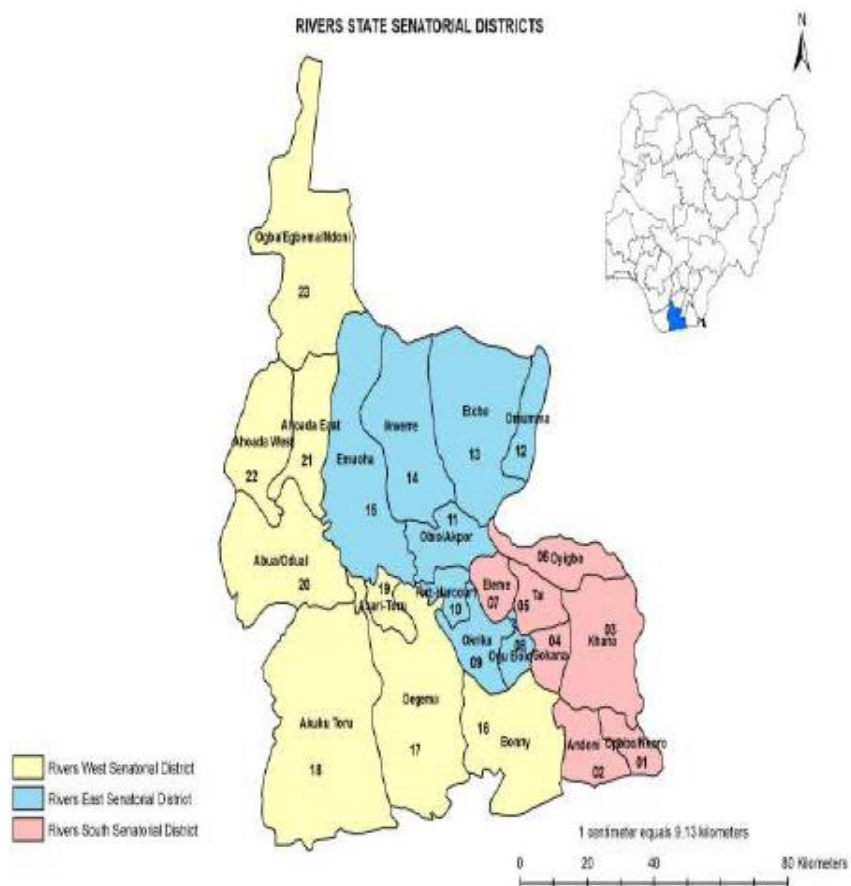 RIVERS STATE SENATORIAL DISTRICTS
N
Ogba/Egbema/Ndoni
23
Ahoada West
22
Ahoada East
21
Emuoha
15
Ikwerre
14
Etche
13
Omumma
12
11
Obio/Akpor
Abua/Odual
20
19
Asari-Toru
Port-Harcourt
10
Eleme
07
06 Oyigbo
Tai
05
04
Gokana
03
Khana
Okrika
09
08
Akuku Toru
18
Degema
17
16
Bonny
Andoni
02
01
Rivers West Senatorial District
Rivers East Senatorial District
Rivers South Senatorial District
1 centimeter equals 9.13 kilometers
0 20 40 80 Kilometers